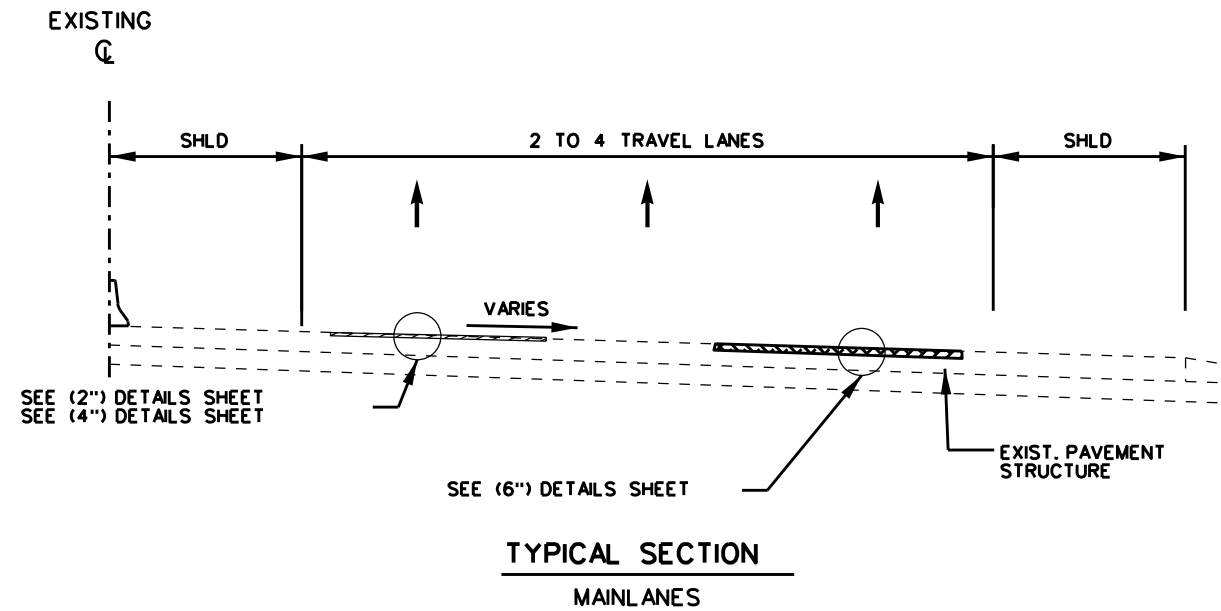 EXISTING
℄
SHLD
2 TO 4 TRAVEL LANES
SHLD
VARIES
SEE (2") DETAILS SHEET
SEE (4") DETAILS SHEET
EXIST. PAVEMENT
STRUCTURE
SEE (6") DETAILS SHEET
TYPICAL SECTION
MAINLANES